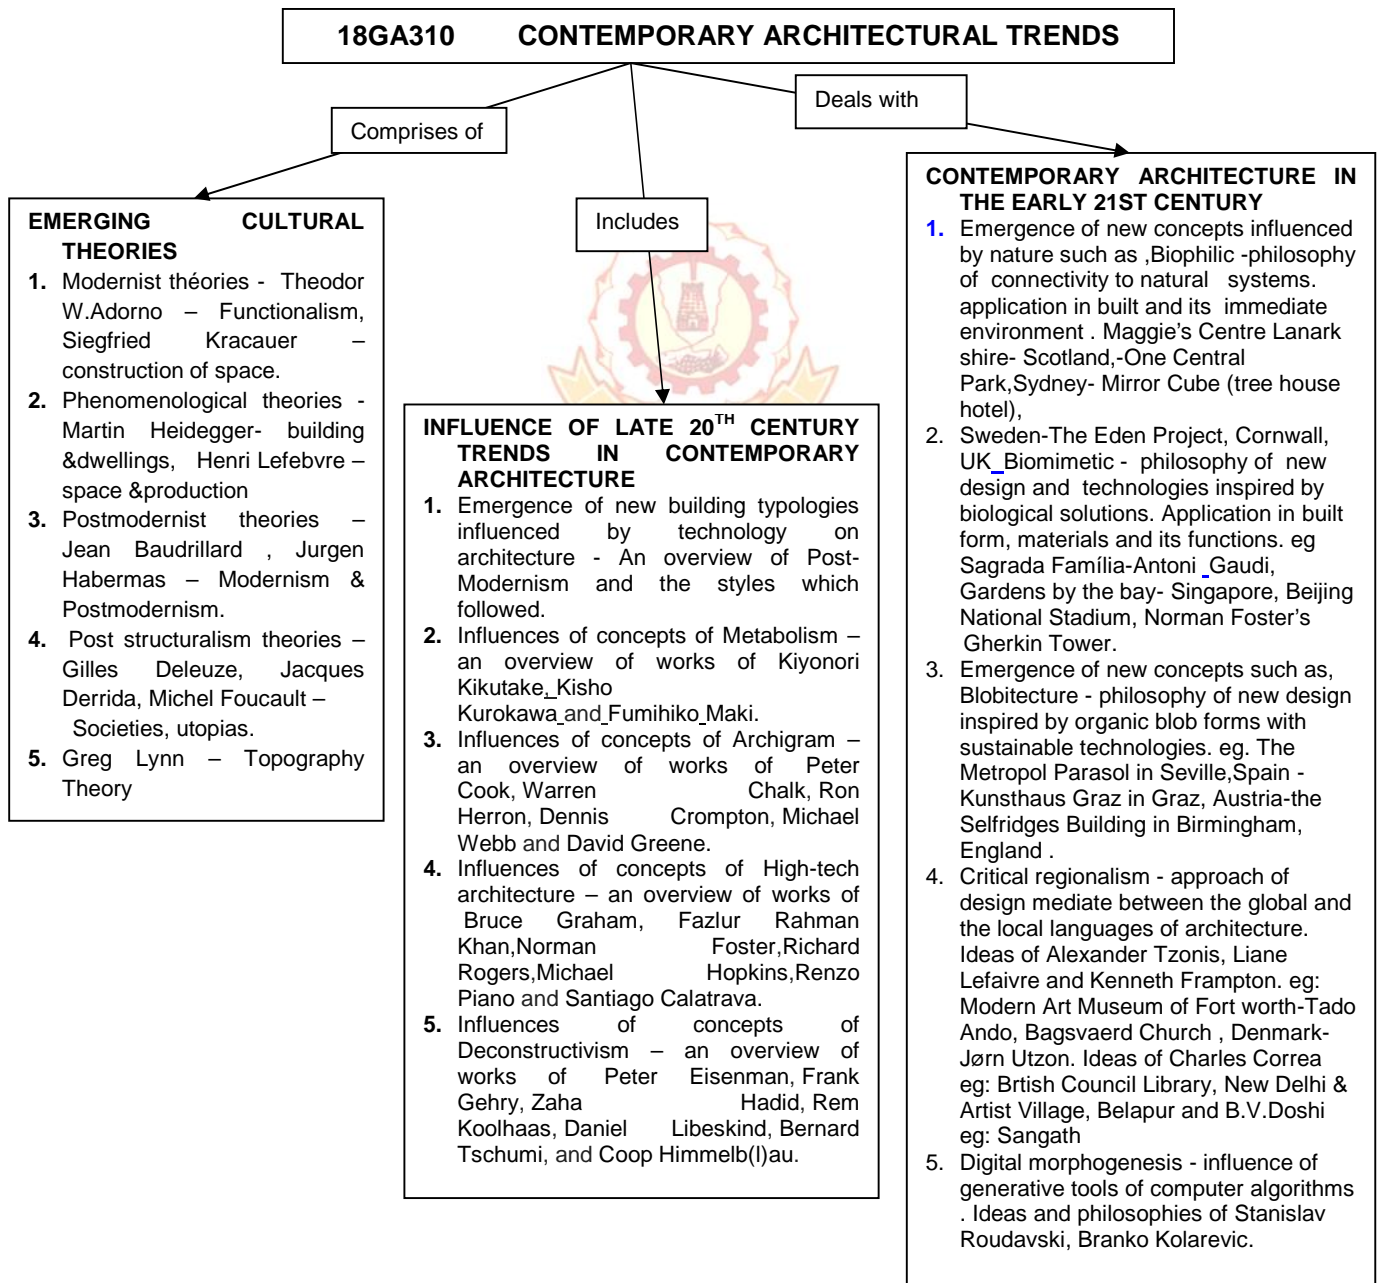 18GA310 CONTEMPORARY ARCHITECTURAL TRENDS
Comprises of
Includes
Deals with
EMERGING CULTURAL
THEORIES
1. Modernist théories - Theodor
W.Adorno – Functionalism,
Siegfried Kracauer –
construction of space.
2. Phenomenological theories -
Martin Heidegger- building
&dwellings, Henri Lefebvre –
space &production
3. Postmodernist theories –
Jean Baudrillard , Jurgen
Habermas – Modernism &
Postmodernism.
4. Post structuralism theories –
Gilles Deleuze, Jacques
Derrida, Michel Foucault –
Societies, utopias.
5. Greg Lynn – Topography
Theory
INFLUENCE OF LATE 20TH CENTURY
TRENDS IN CONTEMPORARY
ARCHITECTURE
1. Emergence of new building typologies
influenced by technology on
architecture - An overview of Post-
Modernism and the styles which
followed.
2. Influences of concepts of Metabolism –
an overview of works of Kiyonori
Kikutake, Kisho
Kurokawa and Fumihiko Maki.
3. Influences of concepts of Archigram –
an overview of works of Peter
Cook, Warren Chalk, Ron
Herron, Dennis Crompton, Michael
Webb and David Greene.
4. Influences of concepts of High-tech
architecture – an overview of works of
Bruce Graham, Fazlur Rahman
Khan,Norman Foster,Richard
Rogers,Michael Hopkins,Renzo
Piano and Santiago Calatrava.
5. Influences of concepts of
Deconstructivism – an overview of
works of Peter Eisenman, Frank
Gehry, Zaha Hadid, Rem
Koolhaas, Daniel Libeskind, Bernard
Tschumi, and Coop Himmelb(l)au.
CONTEMPORARY ARCHITECTURE IN
THE EARLY 21ST CENTURY
1. Emergence of new concepts influenced
by nature such as ,Biophilic -philosophy
of connectivity to natural systems.
application in built and its immediate
environment . Maggie's Centre Lanark
shire- Scotland,-One Central
Park,Sydney- Mirror Cube (tree house
hotel),
2. Sweden-The Eden Project, Cornwall,
UK_Biomimetic - philosophy of new
design and technologies inspired by
biological solutions. Application in built
form, materials and its functions. eg
Sagrada Família-Antoni Gaudi,
Gardens by the bay- Singapore, Beijing
National Stadium, Norman Foster's
Gherkin Tower.
3. Emergence of new concepts such as,
Blobitecture - philosophy of new design
inspired by organic blob forms with
sustainable technologies. eg. The
Metropol Parasol in Seville,Spain -
Kunsthaus Graz in Graz, Austria-the
Selfridges Building in Birmingham,
England .
4. Critical regionalism - approach of
design mediate between the global and
the local languages of architecture.
Ideas of Alexander Tzonis, Liane
Lefaivre and Kenneth Frampton. eg:
Modern Art Museum of Fort worth-Tado
Ando, Bagsvaerd Church , Denmark-
Jørn Utzon. Ideas of Charles Correa
eg: Brtish Council Library, New Delhi &
Artist Village, Belapur and B.V.Doshi
eg: Sangath
5. Digital morphogenesis - influence of
generative tools of computer algorithms
. Ideas and philosophies of Stanislav
Roudavski, Branko Kolarevic.